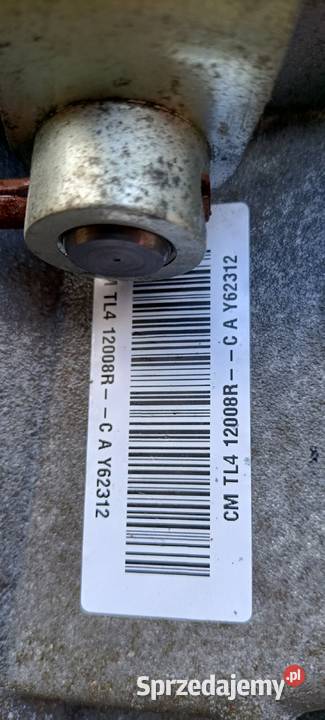 CM TL4 12008R--C A Y62312
TL4 12008R--C A Y62312
Sprzedajemy.pl